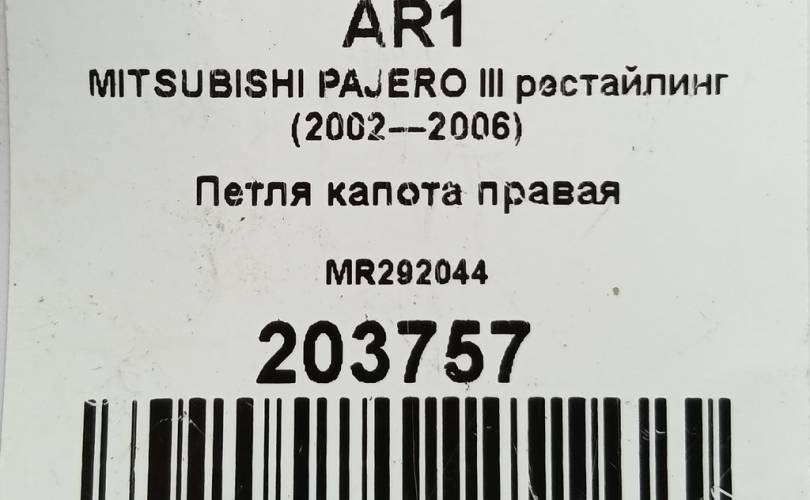 AR1
MITSUBISHI PAJERO III рестайлинг
(2002—2006)
Петля капота правая
MR292044
203757